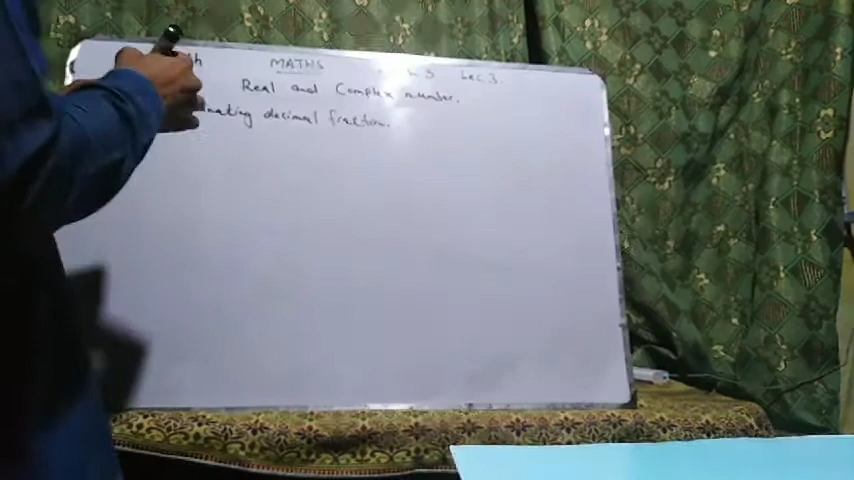 MATHS Lec 3.
Real and Complex number.
decimal fraction.